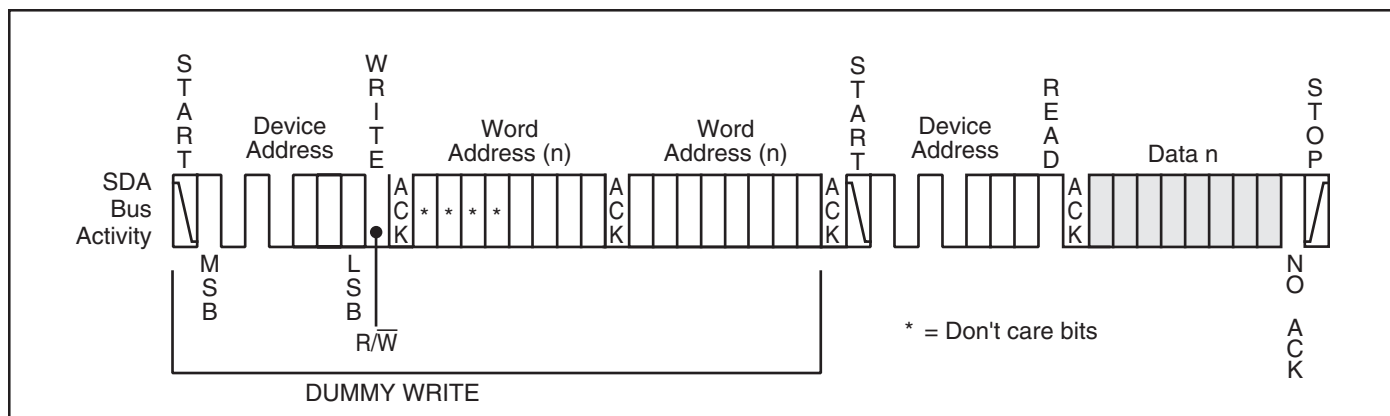 START
WRITE
START
READ
STOP
Device
Address
Word
Address (n)
Word
Address (n)
Device
Address
Data n
SDA
Bus
Activity
ACK
* * * *
ACK
ACK
ACK
MSB
LSB
R/W̅
NO ACK
* = Don't care bits
DUMMY WRITE